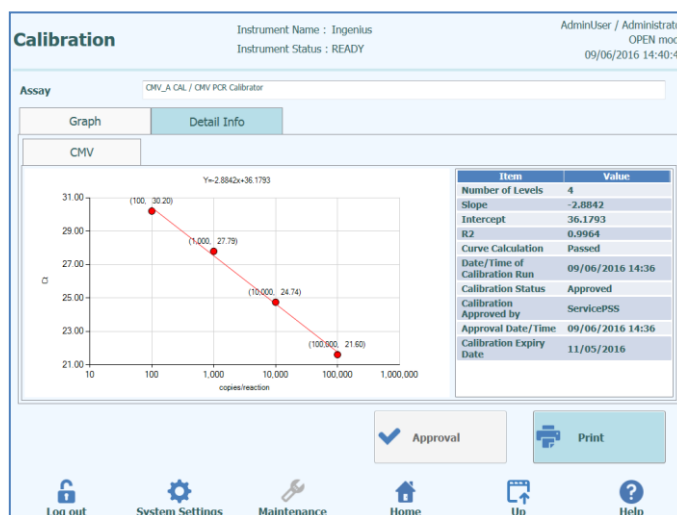 Calibration
Instrument Name : Ingenius
Instrument Status : READY
AdminUser / Administrato
OPEN mod
09/06/2016 14:40:4
Assay
CMV_A CAL / CMV PCR Calibrator
Graph
Detail Info
CMV
Y=-2.8842x+36.1793
31.00
29.00
27.00
25.00
23.00
21.00
Ct
(100, 30.20)
(1,000, 27.79)
(10,000, 24.74)
(100,000, 21.60)
10
100
1,000
10,000
100,000
1,000,000
copies/reaction
Item Value
Number of Levels 4
Slope -2.8842
Intercept 36.1793
R2 0.9964
Curve Calculation Passed
Date/Time of
Calibration Run 09/06/2016 14:36
Calibration Status Approved
Calibration
Approved by ServicePSS
Approval Date/Time 09/06/2016 14:36
Calibration Expiry
Date 11/05/2016
Approval
Print
Log out
System Settings
Maintenance
Home
Up
Help